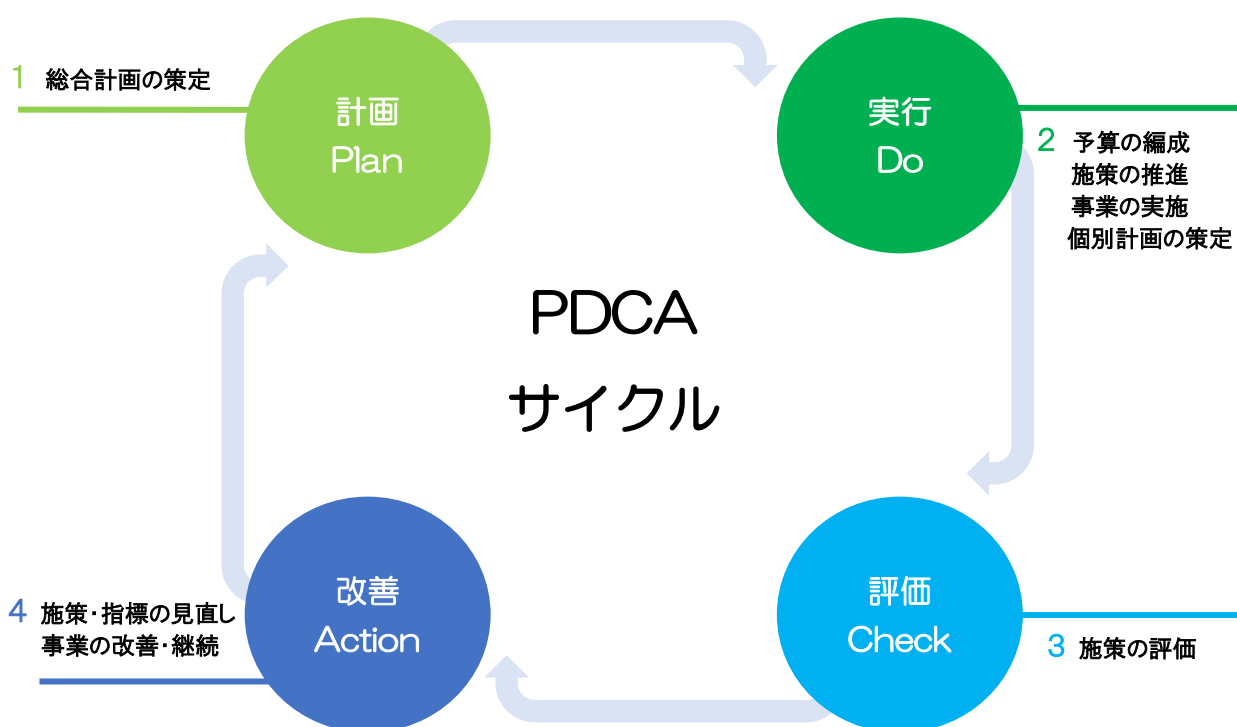 1 総合計画の策定
計画
Plan
実行
Do
2 予算の編成
施策の推進
事業の実施
個別計画の策定
PDCA
サイクル
改善
Action
4 施策・指標の見直し
事業の改善・継続
評価
Check
3 施策の評価